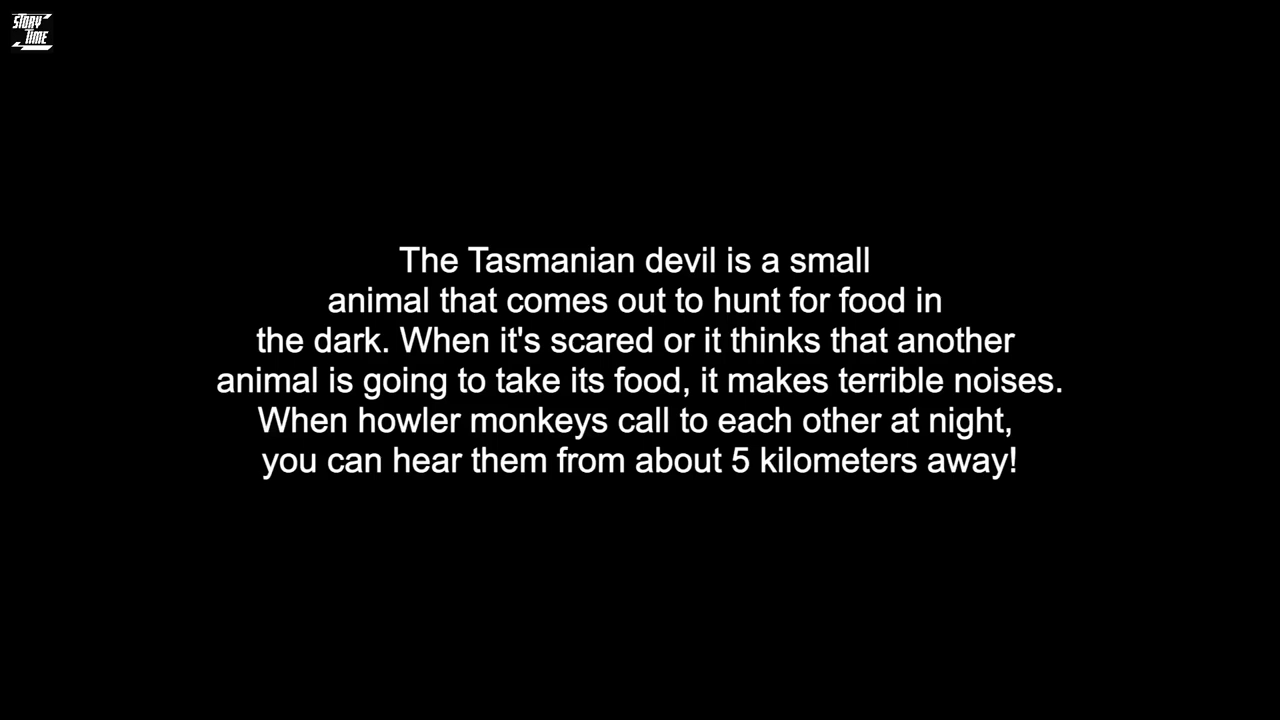 STORY
TIME
The Tasmanian devil is a small
animal that comes out to hunt for food in
the dark. When it's scared or it thinks that another
animal is going to take its food, it makes terrible noises.
When howler monkeys call to each other at night,
you can hear them from about 5 kilometers away!